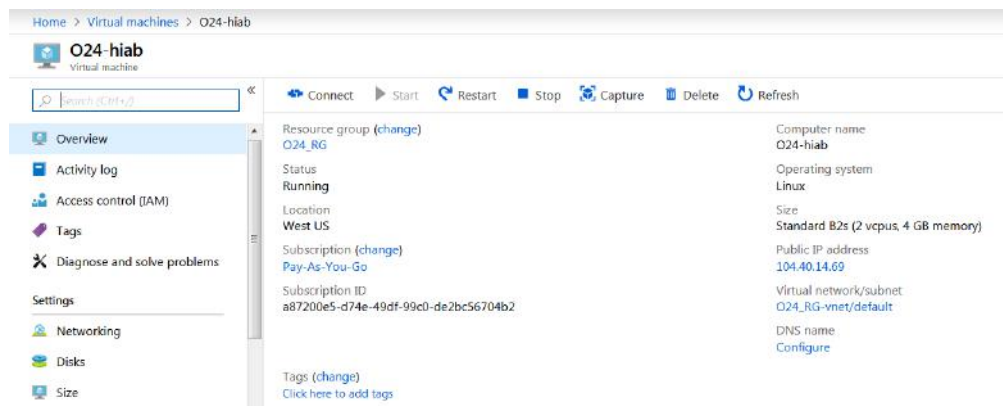 Home > Virtual machines > O24-hiab
O24-hiab
Virtual machine
Search (Ctrl+/)
«
Overview
Activity log
Access control (IAM)
Tags
Diagnose and solve problems
Settings
Networking
Disks
Size
Connect Start Restart Stop Capture Delete Refresh
Resource group (change)
O24_RG
Status
Running
Location
West US
Subscription (change)
Pay-As-You-Go
Subscription ID
a87200e5-d74e-49df-99c0-de2bc56704b2
Tags (change)
Click here to add tags
Computer name
O24-hiab
Operating system
Linux
Size
Standard B2s (2 vcpus, 4 GB memory)
Public IP address
104.40.14.69
Virtual network/subnet
O24_RG-vnet/default
DNS name
Configure